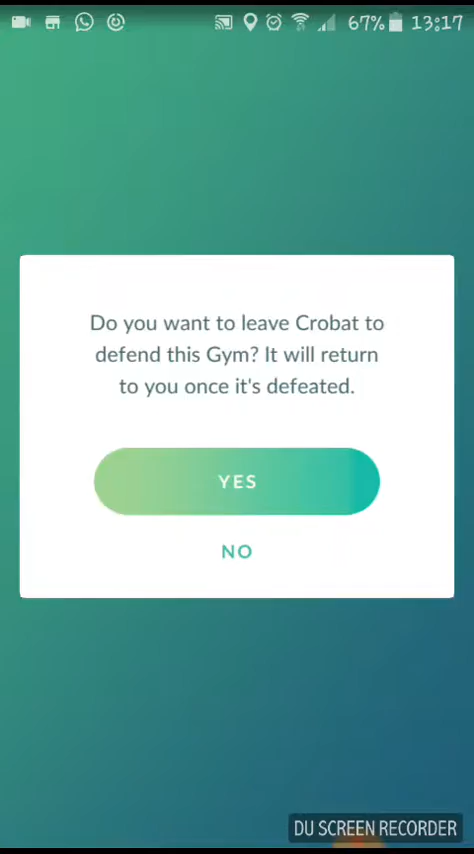 67% 13:17
Do you want to leave Crobat to
defend this Gym? It will return
to you once it's defeated.
YES
NO
DU SCREEN RECORDER